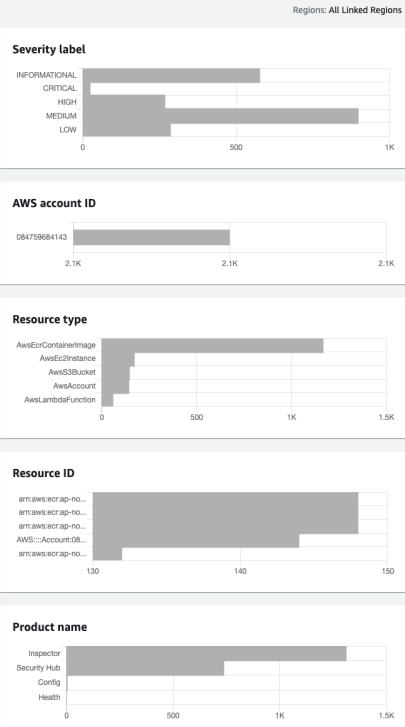 Regions: All Linked Regions
Severity label
INFORMATIONAL
CRITICAL
HIGH
MEDIUM
LOW
0 500 1K
AWS account ID
084759684143
2.1K 2.1K 2.1K
Resource type
AwsEcrContainerImage
AwsEc2Instance
AwsS3Bucket
AwsAccount
AwsLambdaFunction
0 500 1K 1.5K
Resource ID
arn:aws:ecr:ap-no...
arn:aws:ecr:ap-no...
arn:aws:ecr:ap-no...
AWS::::Account:08...
arn:aws:ecr:ap-no...
130 140 150
Product name
Inspector
Security Hub
Config
Health
0 500 1K 1.5K